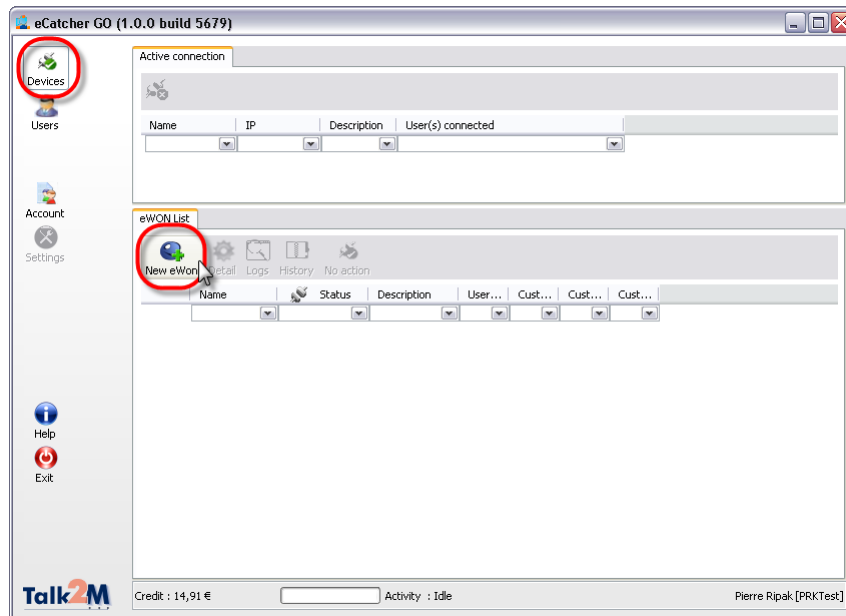 eCatcher GO (1.0.0 build 5679)
Devices
Users
Account
Settings
Help
Exit
Talk2M
Active connection
Name IP Description User(s) connected
eWON List
New eWon Detail Logs History No action
Name Status Description User... Cust... Cust... Cust...
Credit : 14,91 € Activity : Idle Pierre Ripak [PRKTest]